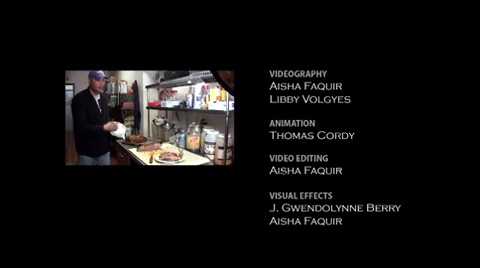 VIDEOGRAPHY
AISHA FAQUIR
LIBBY VOLGYES
ANIMATION
THOMAS CORDY
VIDEO EDITING
AISHA FAQUIR
VISUAL EFFECTS
J. GWENDOLYNNE BERRY
AISHA FAQUIR